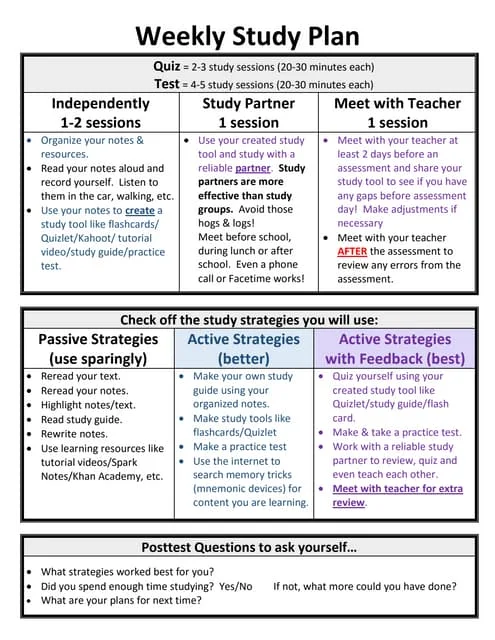 Weekly Study Plan
Quiz = 2-3 study sessions (20-30 minutes each)
Test = 4-5 study sessions (20-30 minutes each)
Independently
1-2 sessions
• Organize your notes &
resources.
• Read your notes aloud and
record yourself. Listen to
them in the car, walking, etc.
• Use your notes to create a
study tool like flashcards/
Quizlet/Kahoot/ tutorial
video/study guide/practice
test.
Study Partner
1 session
• Use your created study
tool and study with a
reliable partner. Study
partners are more
effective than study
groups. Avoid those
hogs & logs!
Meet before school,
during lunch or after
school. Even a phone
call or Facetime works!
Meet with Teacher
1 session
• Meet with your teacher at
least 2 days before an
assessment and share your
study tool to see if you have
any gaps before assessment
day! Make adjustments if
necessary
• Meet with your teacher
AFTER the assessment to
review any errors from the
assessment.
Check off the study strategies you will use:
Passive Strategies
(use sparingly)
• Reread your text.
• Reread your notes.
• Highlight notes/text.
• Read study guide.
• Rewrite notes.
• Use learning resources like
tutorial videos/Spark
Notes/Khan Academy, etc.
Active Strategies
(better)
• Make your own study
guide using your
organized notes.
• Make study tools like
flashcards/Quizlet
• Make a practice test
• Use the internet to
search memory tricks
(mnemonic devices) for
content you are learning.
Active Strategies
with Feedback (best)
• Quiz yourself using your
created study tool like
Quizlet/study guide/flash
card.
• Make & take a practice test.
• Work with a reliable study
partner to review, quiz and
even teach each other.
• Meet with teacher for extra
review.
Posttest Questions to ask yourself…
• What strategies worked best for you?
• Did you spend enough time studying? Yes/No If not, what more could you have done?
• What are your plans for next time?